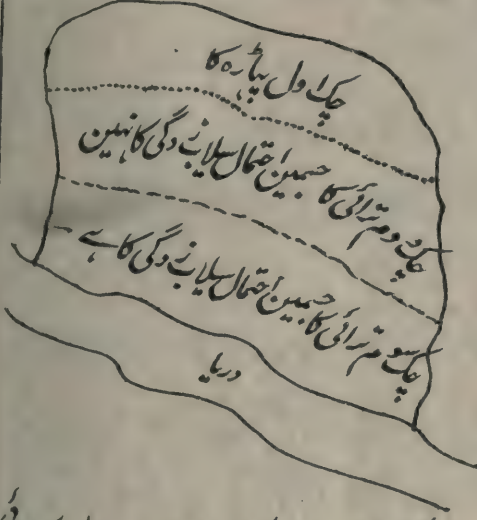 چک اول پہاڑہ کا
چک دوم ترائی کا جسمین احتمال سیلاب زدگی کا نہین
چک سوم ترائی کا جسمین احتمال سیلاب زدگی کا ہے
دریا